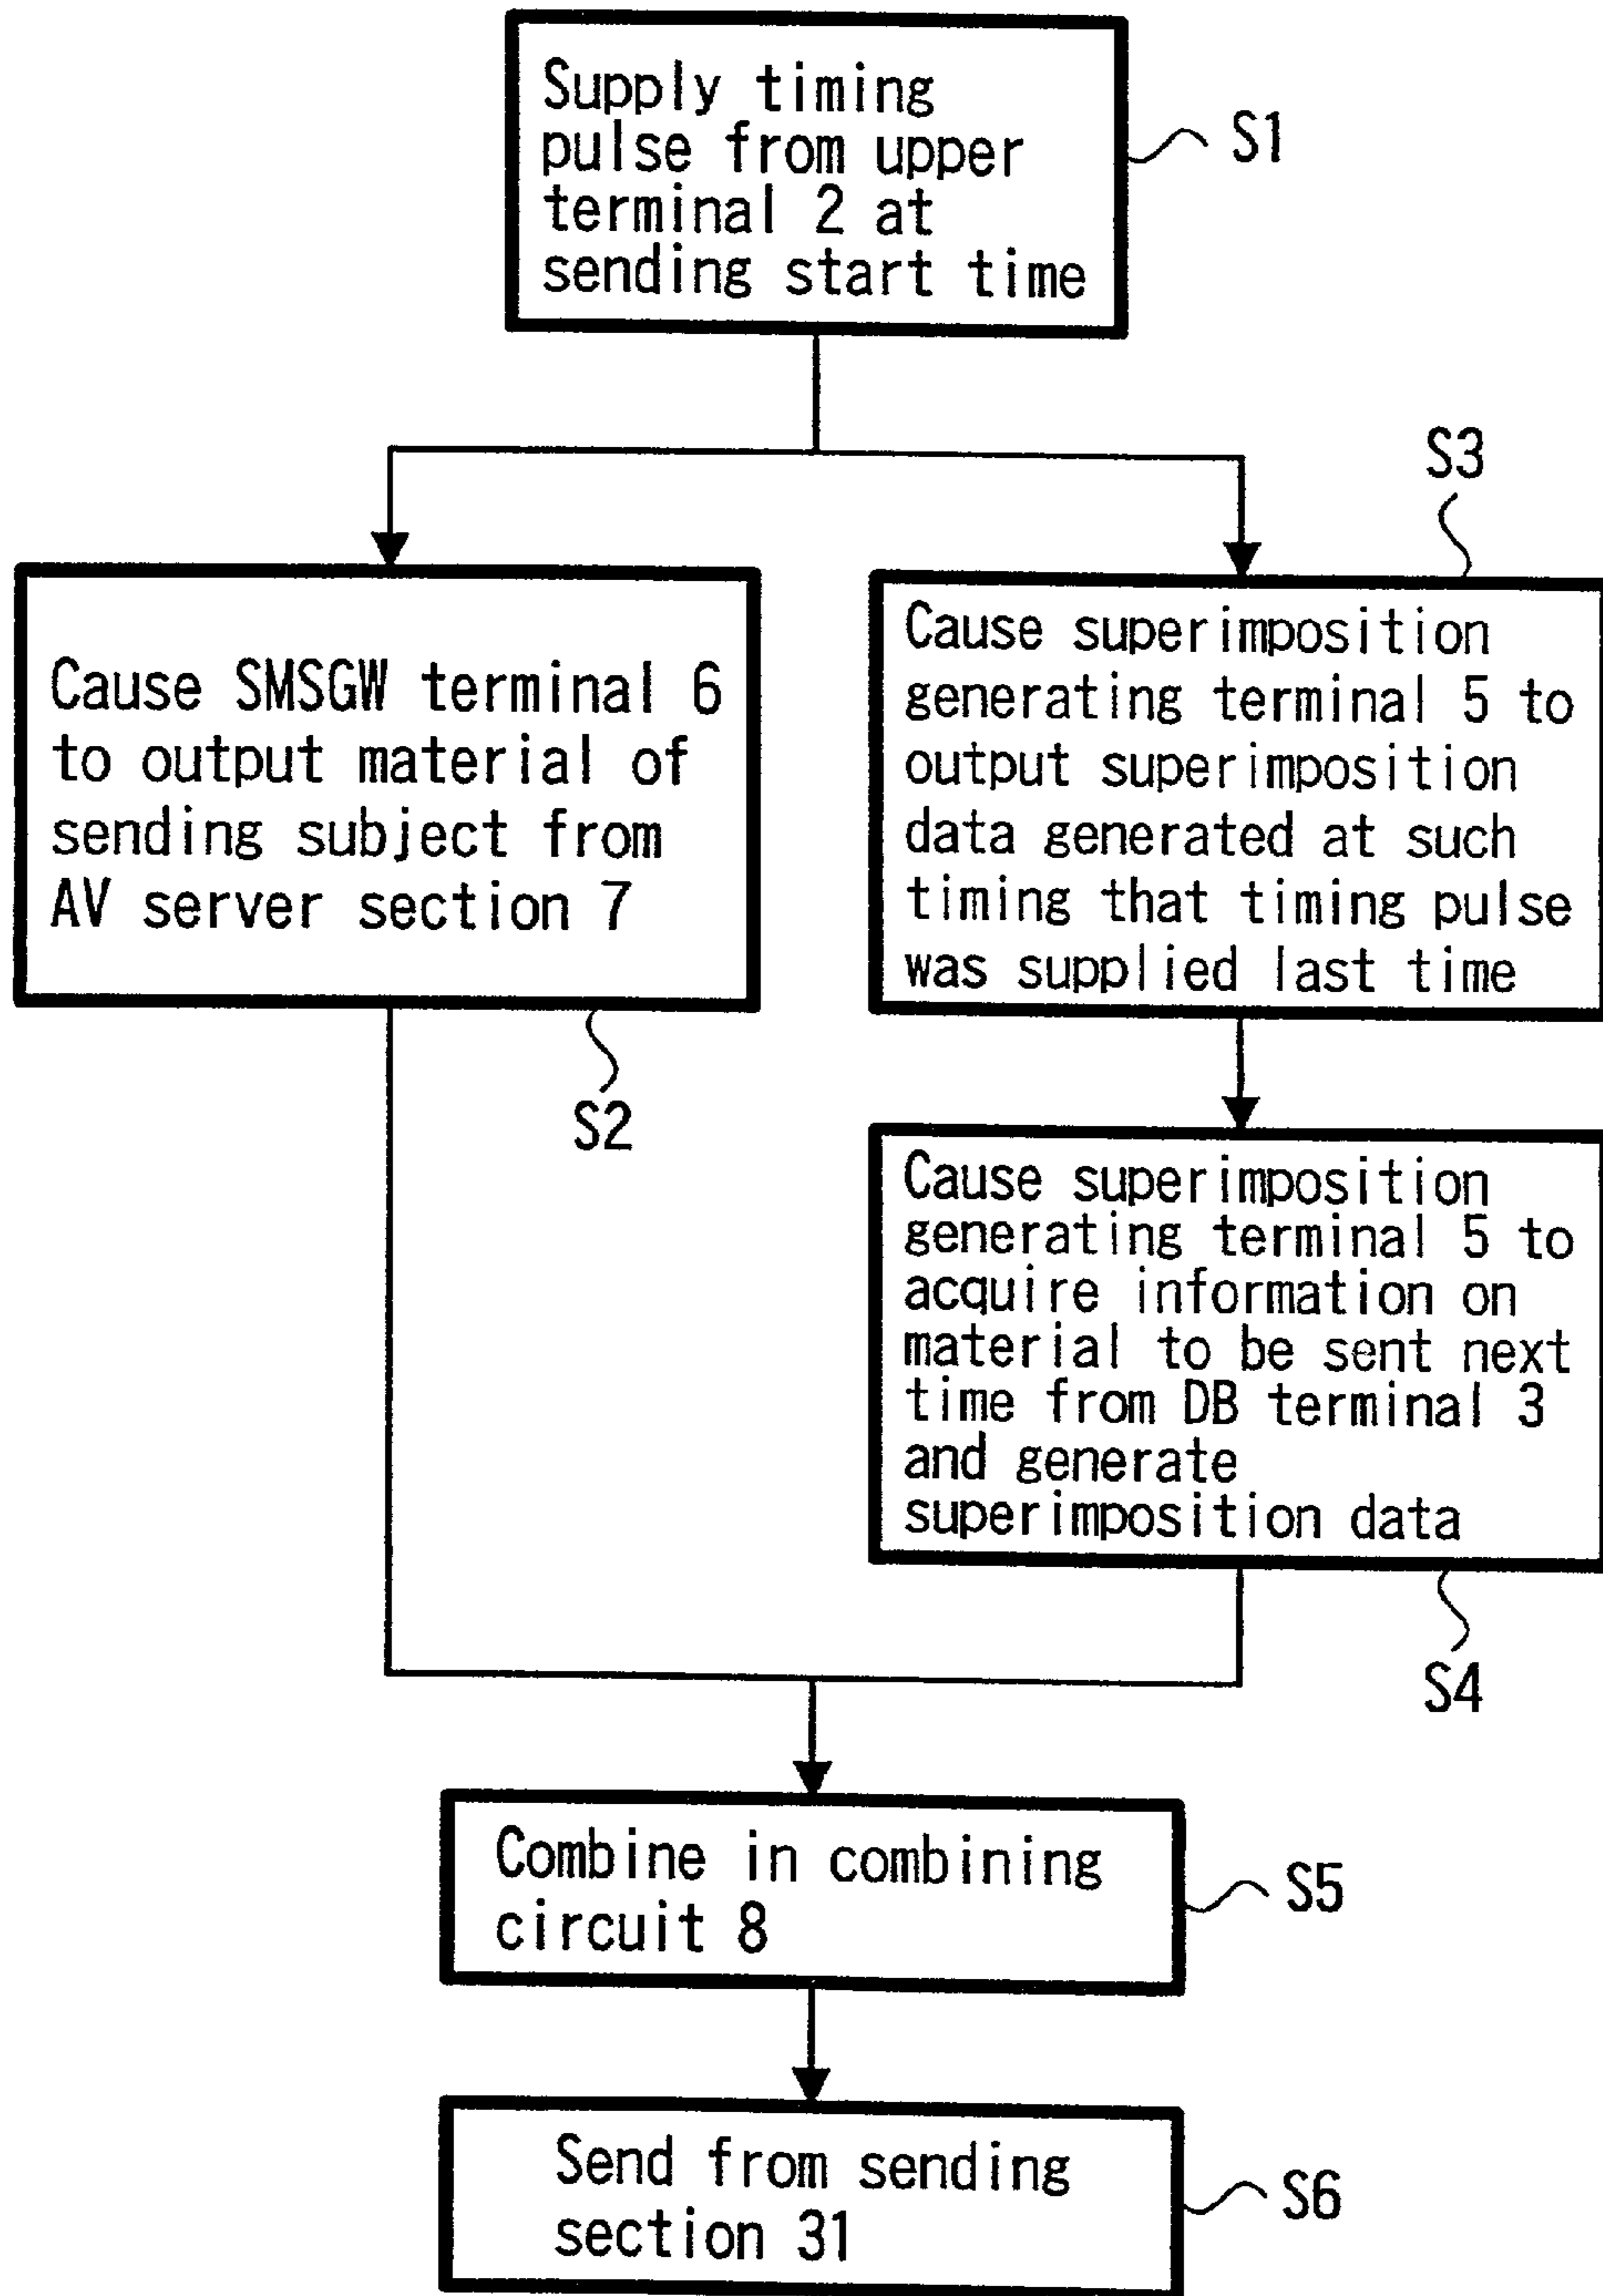 Supply timing
pulse from upper
terminal 2 at
sending start time
S1
Cause SMSGW terminal 6
to output material of
sending subject from
AV server section 7
S2
S3
Cause superimposition
generating terminal 5 to
output superimposition
data generated at such
timing that timing pulse
was supplied last time
Cause superimposition
generating terminal 5 to
acquire information on
material to be sent next
time from DB terminal 3
and generate
superimposition data
S4
Combine in combining
circuit 8
S5
Send from sending
section 31
S6